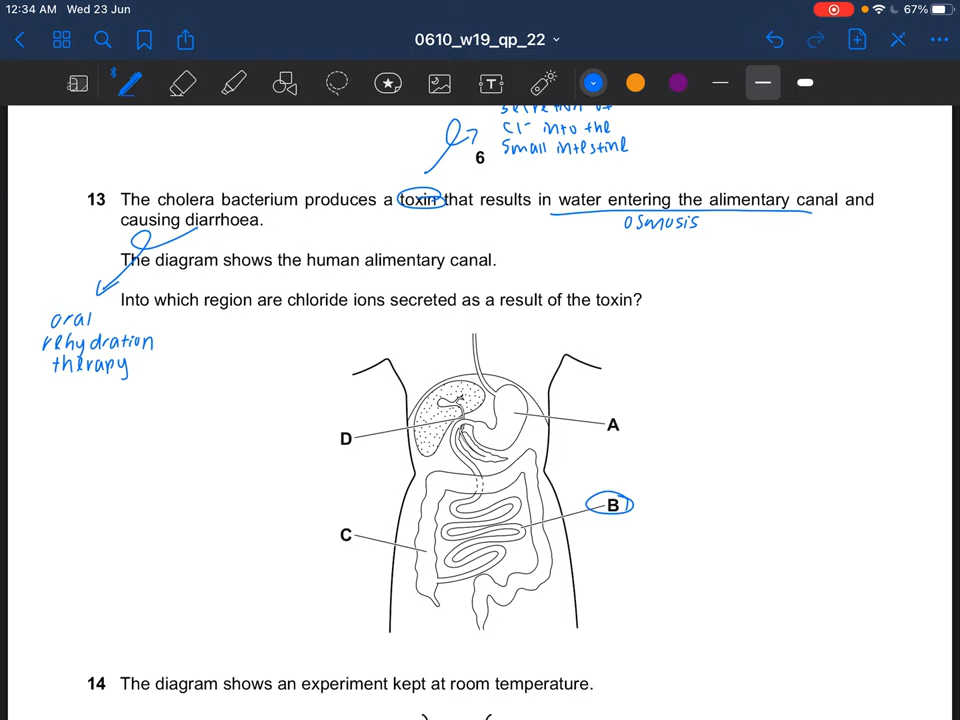 12:34 AM Wed 23 Jun
67%
0610_w19_qp_22
T
Cl⁻ into the
small intestine
6
13 The cholera bacterium produces a toxin that results in water entering the alimentary canal and
causing diarrhoea.
osmosis
The diagram shows the human alimentary canal.
Into which region are chloride ions secreted as a result of the toxin?
oral
rehydration
therapy
A
D
B
C
14 The diagram shows an experiment kept at room temperature.